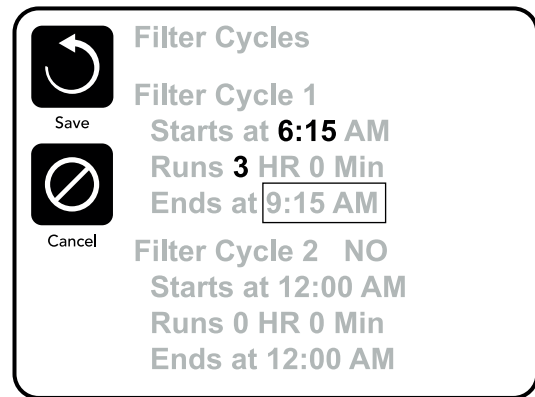 Filter Cycles
Save
Filter Cycle 1
Starts at 6:15 AM
Runs 3 HR 0 Min
Ends at 9:15 AM
Cancel
Filter Cycle 2 NO
Starts at 12:00 AM
Runs 0 HR 0 Min
Ends at 12:00 AM